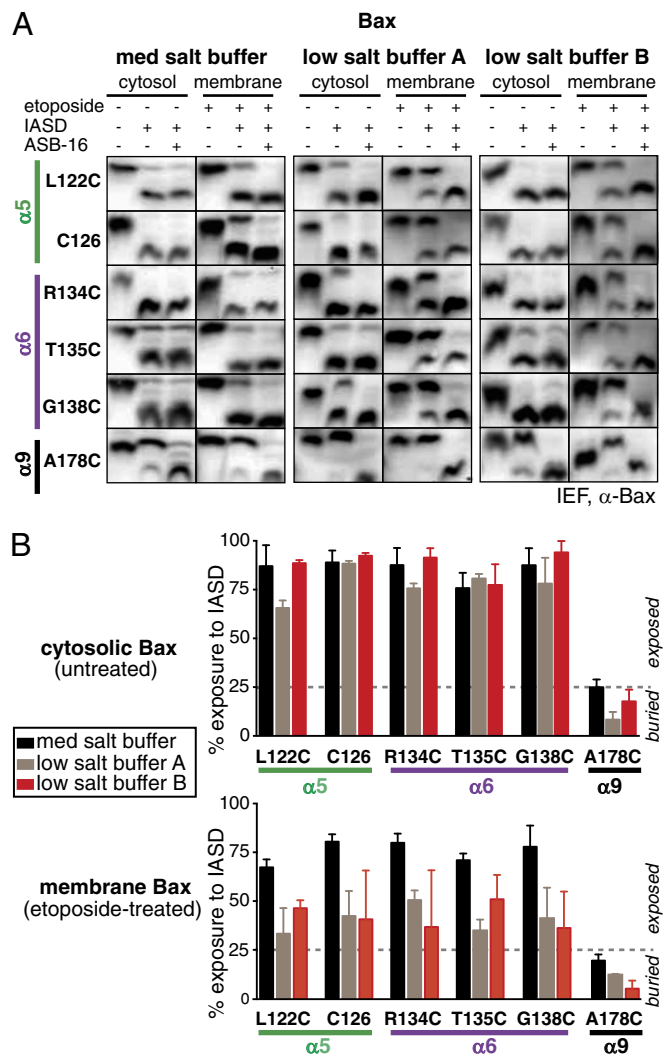 A
Bax
med salt buffer low salt buffer A low salt buffer B
cytosol membrane cytosol membrane cytosol membrane
etoposide - - - + + + - - - + + + - - - + + +
IASD - + + - + + - + + - + + - + + - + +
ASB-16 - - + - - + - - + - - + - - + - - +
α5
L122C
C126
α6
R134C
T135C
G138C
α9
A178C
IEF, α-Bax
B
cytosolic Bax
(untreated)
% exposure to IASD
100
75
50
25
0
exposed
buried
L122C C126 R134C T135C G138C A178C
α5 α6 α9
med salt buffer
low salt buffer A
low salt buffer B
membrane Bax
(etoposide-treated)
% exposure to IASD
100
75
50
25
0
exposed
buried
L122C C126 R134C T135C G138C A178C
α5 α6 α9